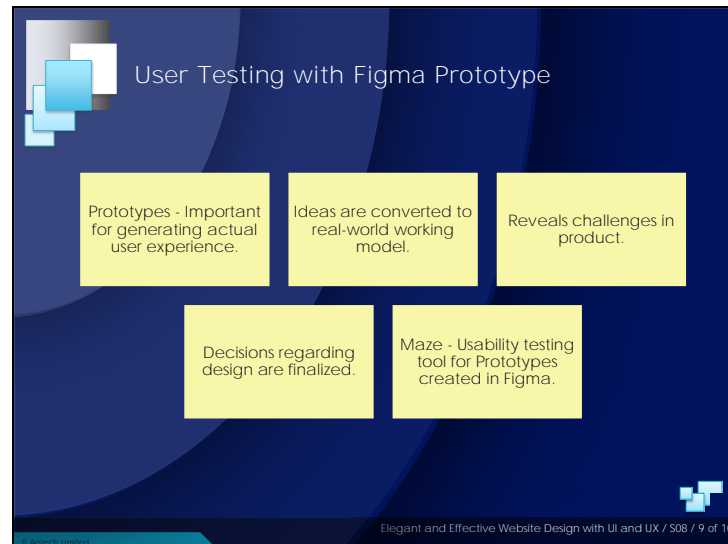 User Testing with Figma Prototype
Prototypes - Important
for generating actual
user experience.
Ideas are converted to
real-world working
model.
Reveals challenges in
product.
Decisions regarding
design are finalized.
Maze - Usability testing
tool for Prototypes
created in Figma.
Elegant and Effective Website Design with UI and UX / S08 / 9 of 1
© Aptech Limited